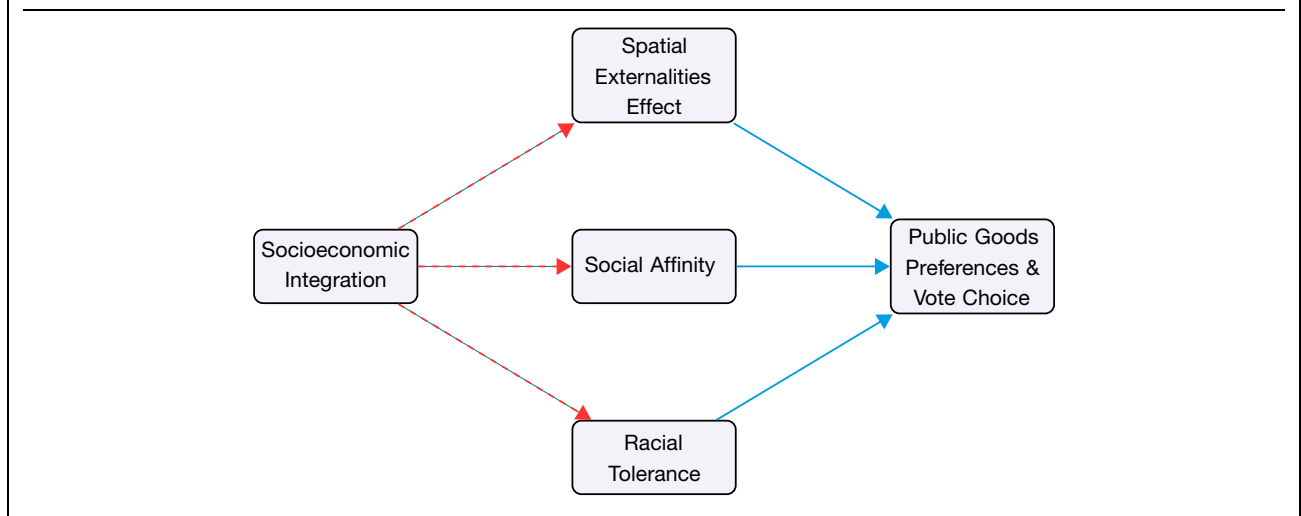 Spatial
Externalities
Effect
Socioeconomic
Integration
Social Affinity
Public Goods
Preferences &
Vote Choice
Racial
Tolerance